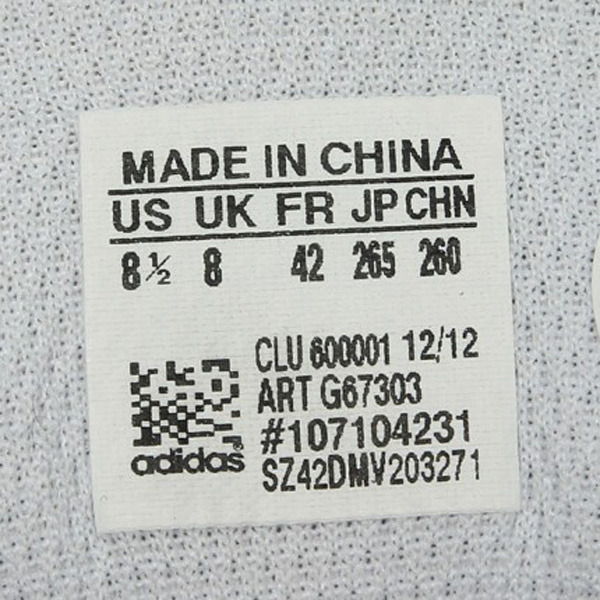 MADE IN CHINA
US UK FR JP CHN
8½ 8 42 265 260
CLU 600001 12/12
ART G67303
#107104231
adidas®
SZ42DMV203271